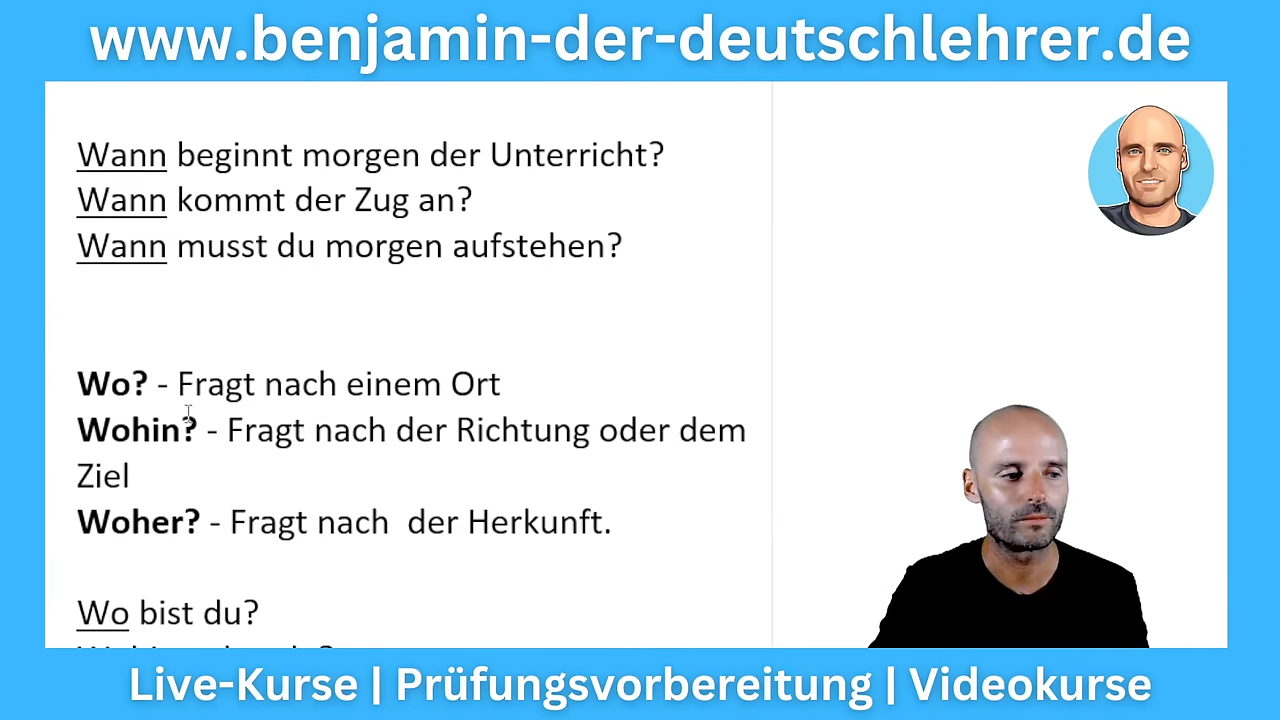 www.benjamin-der-deutschlehrer.de
Wann beginnt morgen der Unterricht?
Wann kommt der Zug an?
Wann musst du morgen aufstehen?
Wo? - Fragt nach einem Ort
Wohin? - Fragt nach der Richtung oder dem
Ziel
Woher? - Fragt nach  der Herkunft.
Wo bist du?
Live-Kurse | Prüfungsvorbereitung | Videokurse